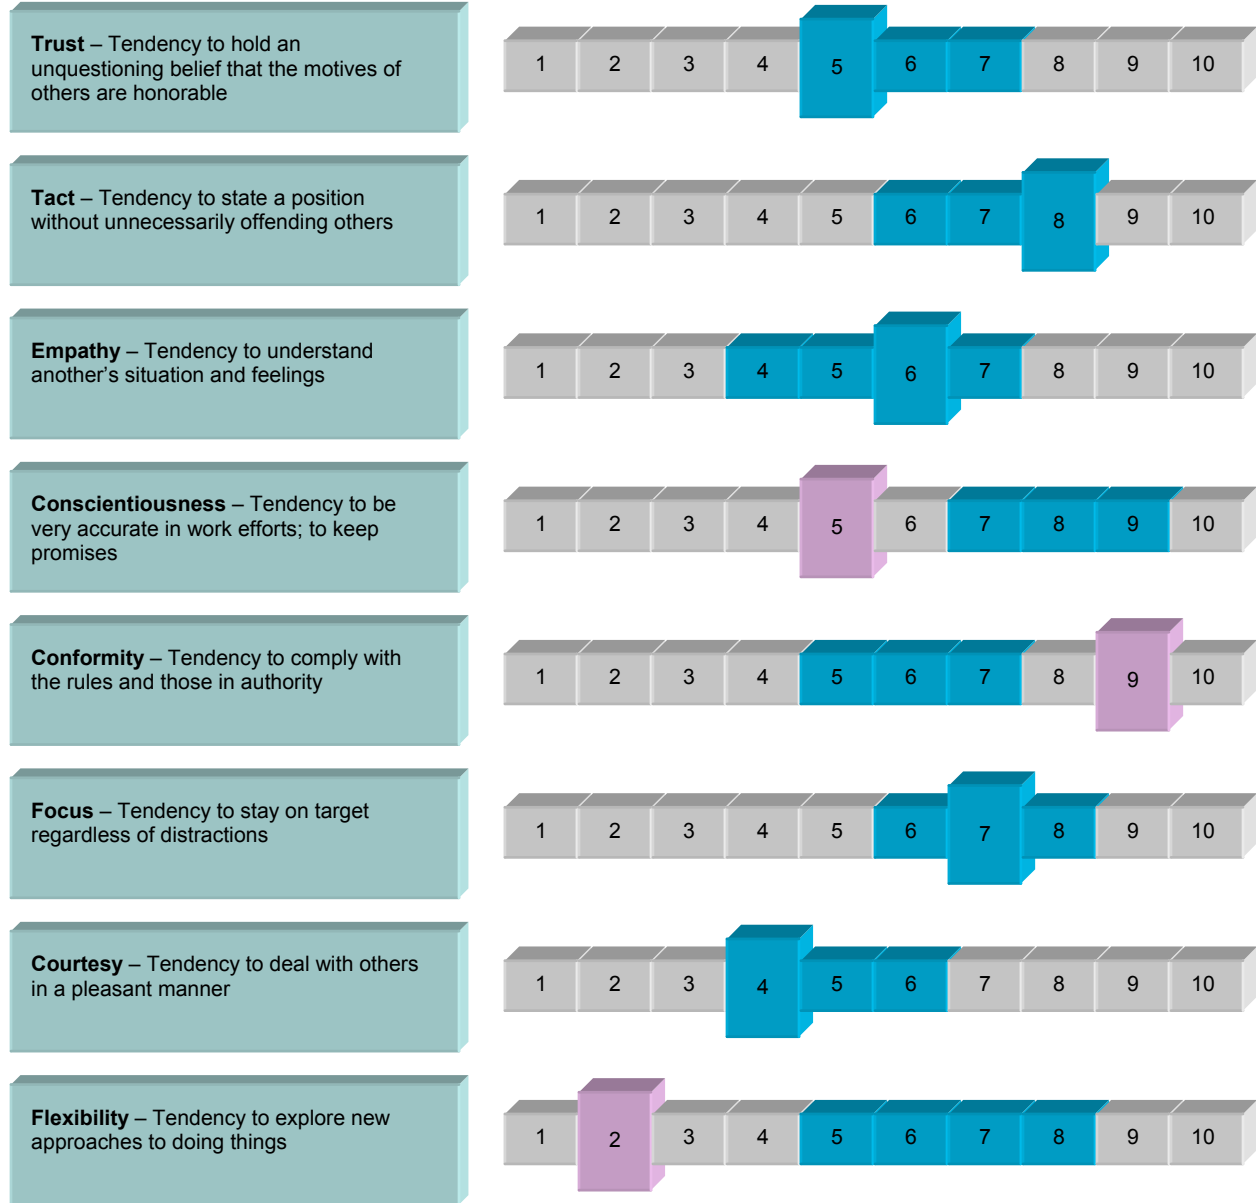 Trust – Tendency to hold an
unquestioning belief that the motives of
others are honorable
1 2 3 4 5 6 7 8 9 10
Tact – Tendency to state a position
without unnecessarily offending others
1 2 3 4 5 6 7 8 9 10
Empathy – Tendency to understand
another’s situation and feelings
1 2 3 4 5 6 7 8 9 10
Conscientiousness – Tendency to be
very accurate in work efforts; to keep
promises
1 2 3 4 5 6 7 8 9 10
Conformity – Tendency to comply with
the rules and those in authority
1 2 3 4 5 6 7 8 9 10
Focus – Tendency to stay on target
regardless of distractions
1 2 3 4 5 6 7 8 9 10
Courtesy – Tendency to deal with others
in a pleasant manner
1 2 3 4 5 6 7 8 9 10
Flexibility – Tendency to explore new
approaches to doing things
1 2 3 4 5 6 7 8 9 10